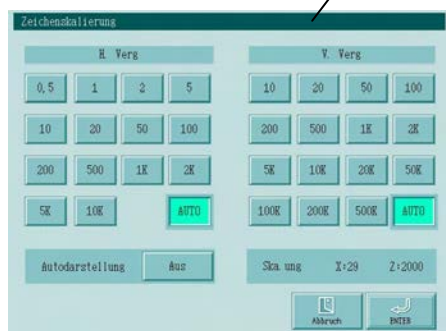 Zeichenskalierung
H. Verg V. Verg
0,5 1 2 5 10 20 50 100
10 20 50 100 200 500 1K 2K
200 500 1K 2K 5K 10K 20K 50K
5K 10K AUTO 100K 200K 500K AUTO
Autodarstellung Aus Ska.ung X:29 Z:2000
Abbruch ENTER